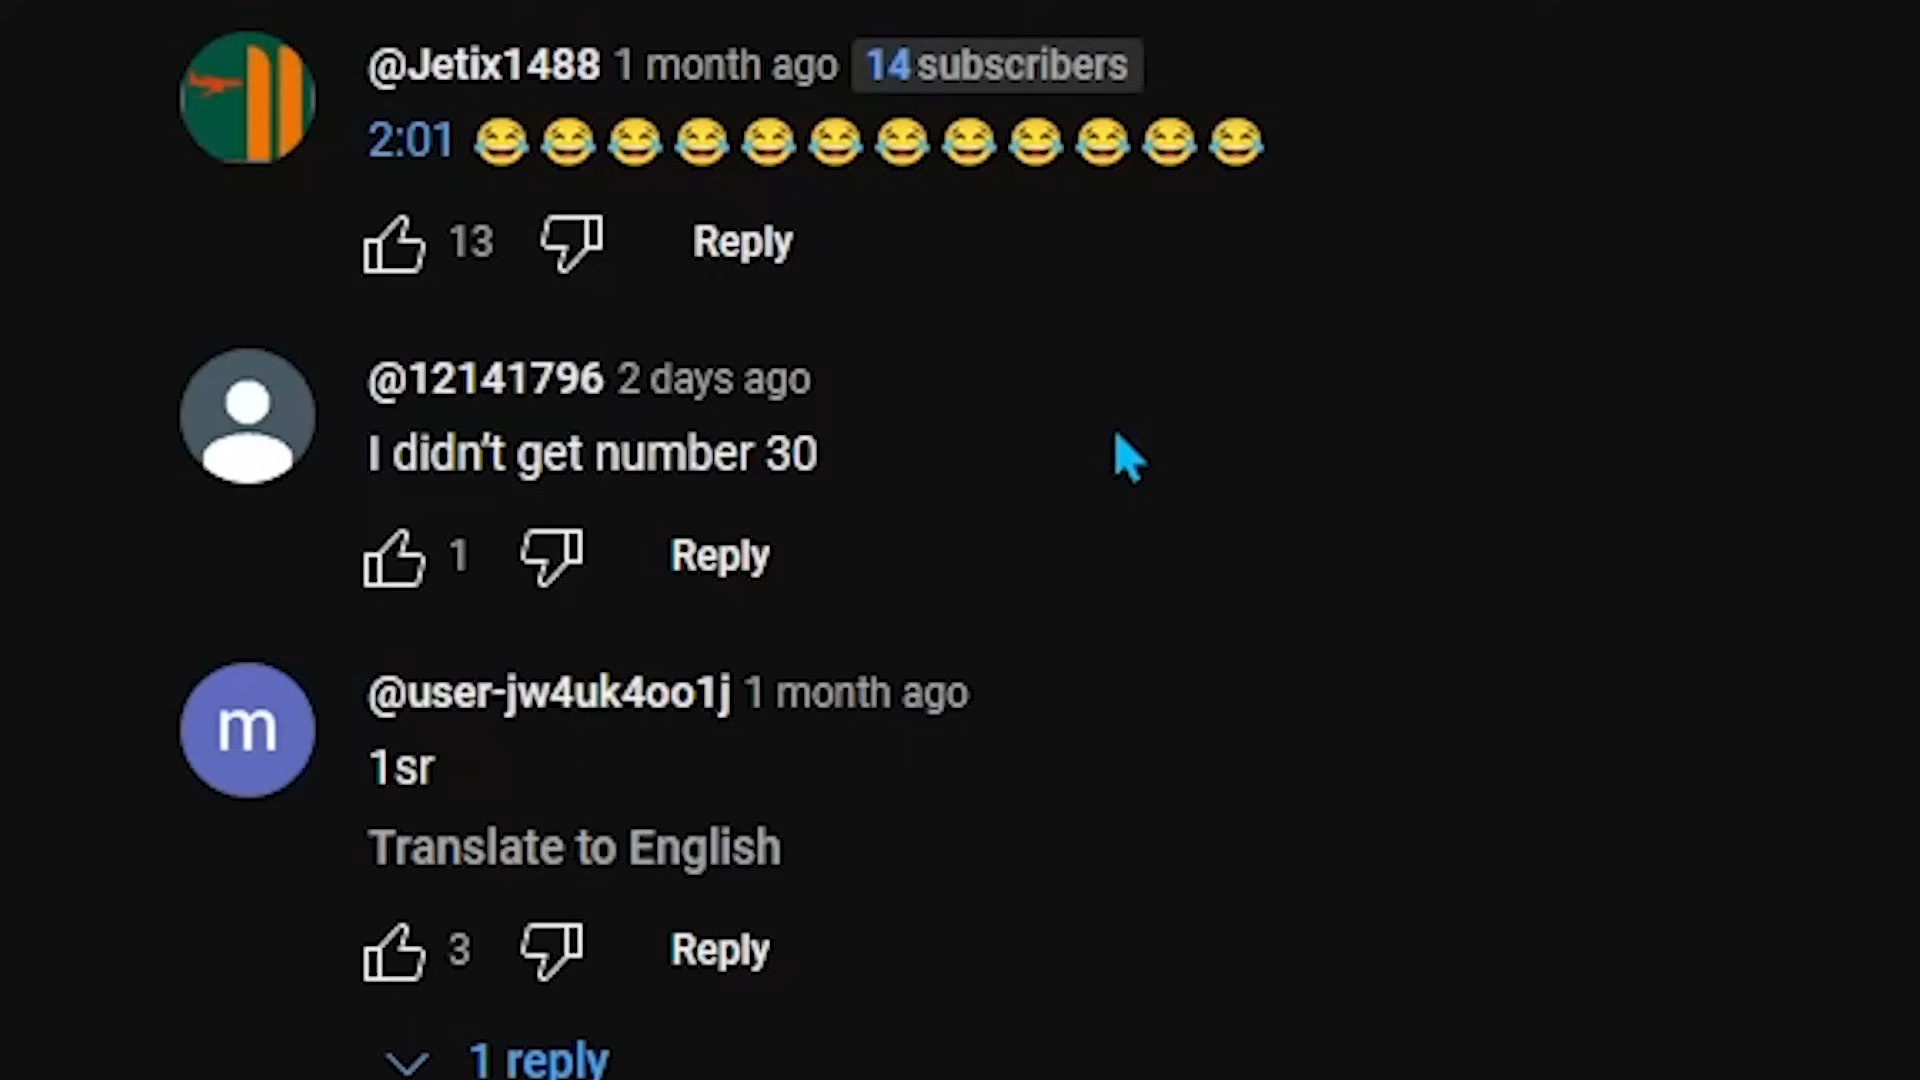 @Jetix1488 1 month ago 14 subscribers
2:01 😂😂😂😂😂😂😂😂😂😂😂😂
13 Reply
@12141796 2 days ago
I didn't get number 30
1 Reply
m
@user-jw4uk4oo1j 1 month ago
1sr
Translate to English
3 Reply
1 reply